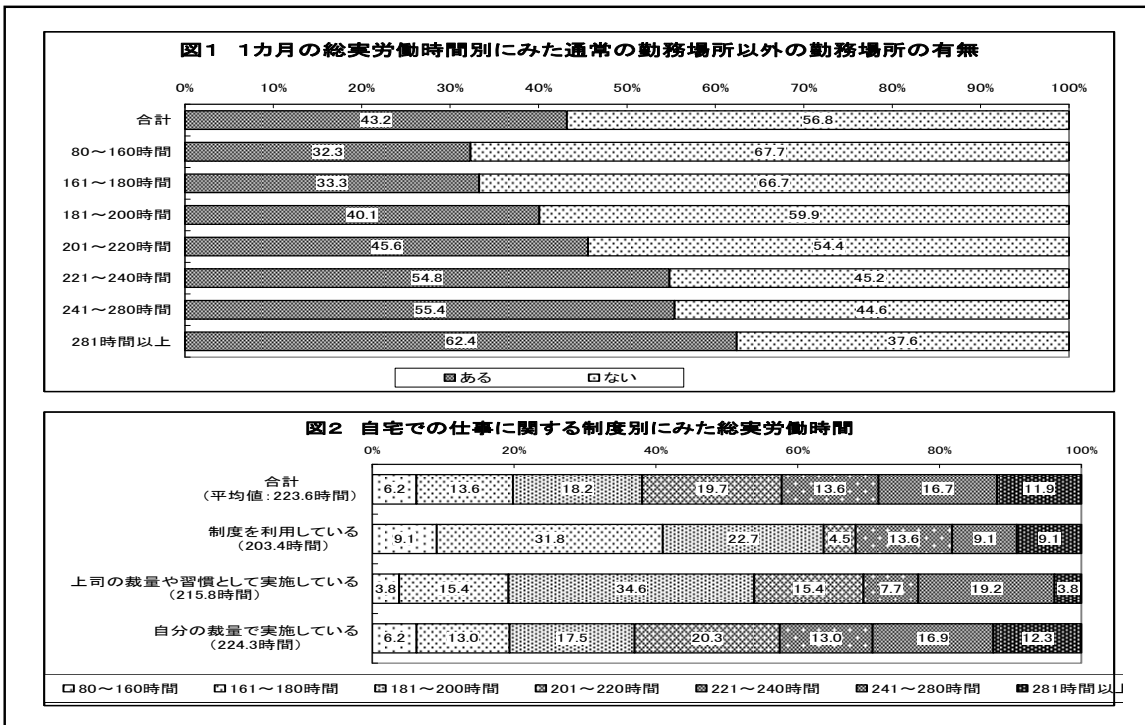 図1　1カ月の総実労働時間別にみた通常の勤務場所以外の勤務場所の有無
0% 10% 20% 30% 40% 50% 60% 70% 80% 90% 100%
合計 43.2 56.8
80～160時間 32.3 67.7
161～180時間 33.3 66.7
181～200時間 40.1 59.9
201～220時間 45.6 54.4
221～240時間 54.8 45.2
241～280時間 55.4 44.6
281時間以上 62.4 37.6
ある ない
図2　自宅での仕事に関する制度別にみた総実労働時間
0% 20% 40% 60% 80% 100%
合計
(平均値：223.6時間)
6.2 13.6 18.2 19.7 13.6 16.7 11.9
制度を利用している
(203.4時間)
9.1 31.8 22.7 4.5 13.6 9.1 9.1
上司の裁量や習慣として実施している
(215.8時間)
3.8 15.4 34.6 15.4 7.7 19.2 3.8
自分の裁量で実施している
(224.3時間)
6.2 13.0 17.5 20.3 13.0 16.9 12.3
80～160時間 161～180時間 181～200時間 201～220時間 221～240時間 241～280時間 281時間以